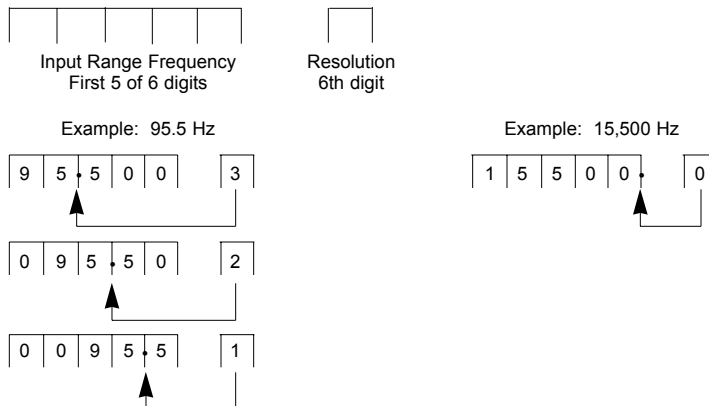 Input Range Frequency Resolution
First 5 of 6 digits 6th digit
Example: 95.5 Hz Example: 15,500 Hz
9 5.5 0 0 3 1 5 5 0 0. 0
0 9 5.5 0 2
0 0 9 5.5 1